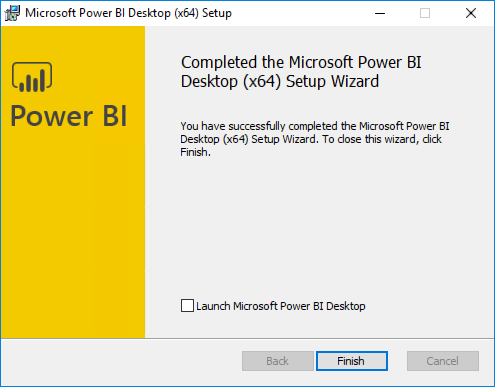 Microsoft Power BI Desktop (x64) Setup
Power BI
Completed the Microsoft Power BI
Desktop (x64) Setup Wizard
You have successfully completed the Microsoft Power BI
Desktop (x64) Setup Wizard. To close this wizard, click
Finish.
Launch Microsoft Power BI Desktop
Back
Finish
Cancel